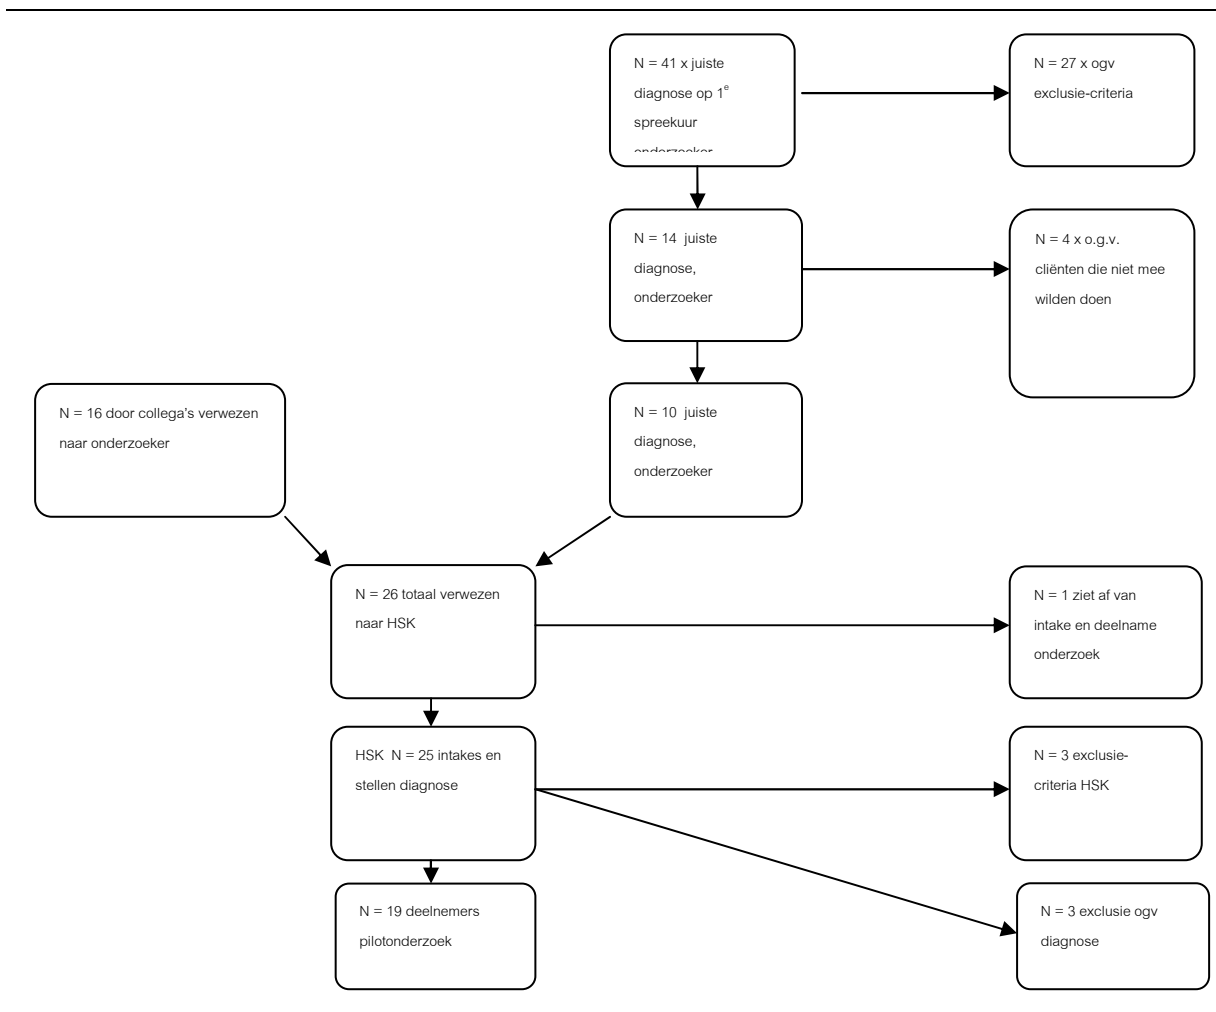 N = 41 x juiste
diagnose op 1e
spreekuur
onderzoeker
N = 27 x ogv
exclusie-criteria
N = 14 juiste
diagnose,
onderzoeker
N = 4 x o.g.v.
cliënten die niet mee
wilden doen
N = 16 door collega's verwezen
naar onderzoeker
N = 10 juiste
diagnose,
onderzoeker
N = 26 totaal verwezen
naar HSK
N = 1 ziet af van
intake en deelname
onderzoek
HSK N = 25 intakes en
stellen diagnose
N = 3 exclusie-
criteria HSK
N = 19 deelnemers
pilotonderzoek
N = 3 exclusie ogv
diagnose